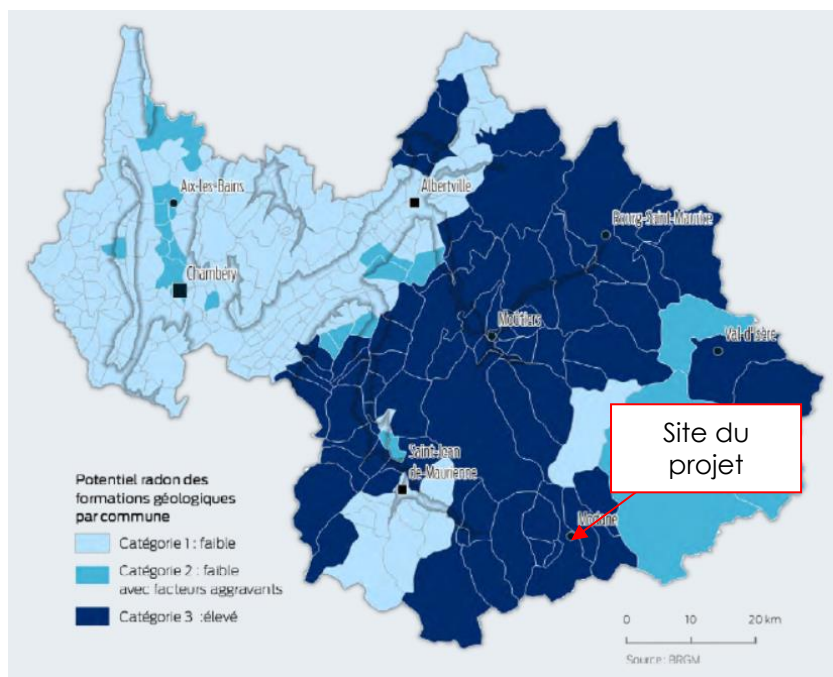 Aix-les-Bains
Albertville
Bourg-Saint-Maurice
Chambéry
Moûtiers
Val-d'Isère
Site du
projet
Saint-Jean
de-Maurienne
Modane
Potentiel radon des
formations géologiques
par commune
Catégorie 1 : faible
Catégorie 2 : faible
avec facteurs aggravants
Catégorie 3 :élevé
0 10 20 km
Source : BRGM